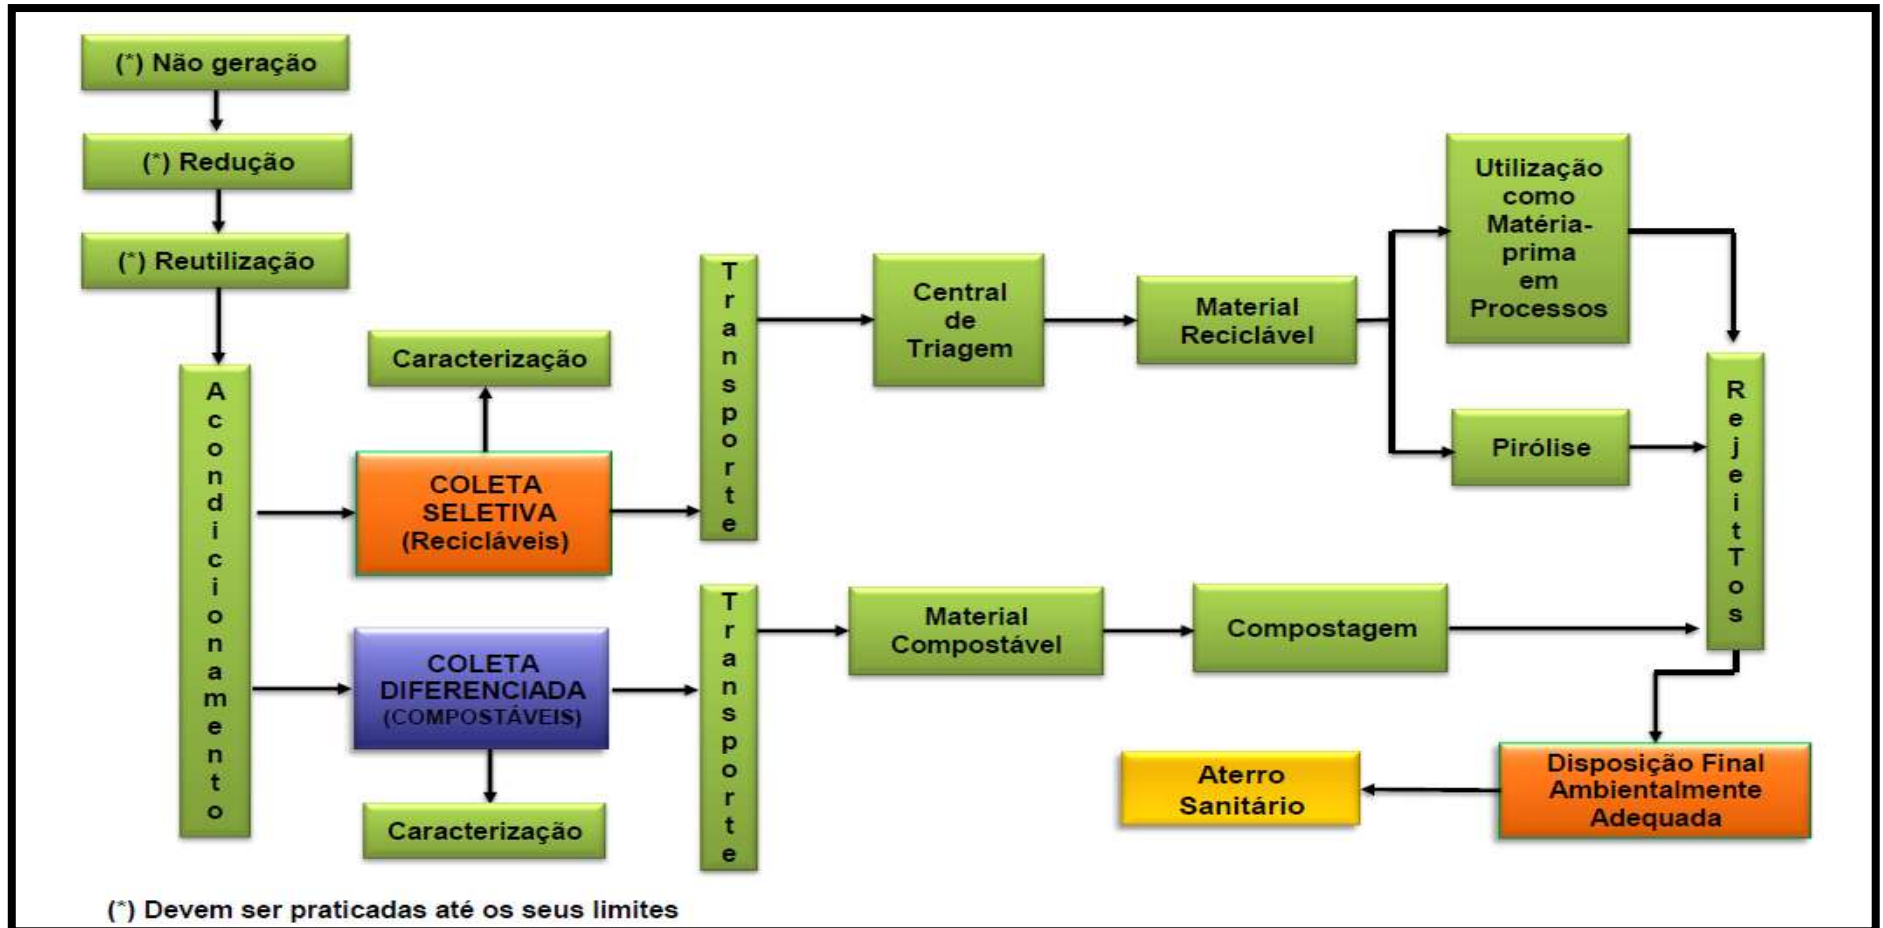 (*) Não geração
(*) Redução
(*) Reutilização
Acondicionamento
Caracterização
COLETA
SELETIVA
(Recicláveis)
COLETA
DIFERENCIADA
(COMPOSTÁVEIS)
Caracterização
Transporte
Central
de
Triagem
Material
Reciclável
Utilização
como
Matéria-
prima
em
Processos
Pirólise
Transporte
Material
Compostável
Compostagem
RejeitTos
Disposição Final
Ambientalmente
Adequada
Aterro
Sanitário
(*) Devem ser praticadas até os seus limites